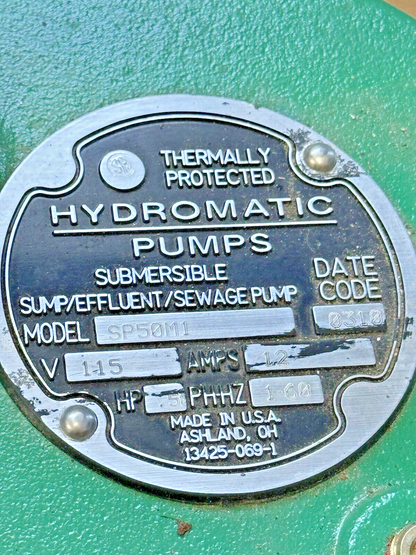 THERMALLY
PROTECTED
HYDROMATIC
PUMPS
SUBMERSIBLE
SUMP/EFFLUENT/SEWAGE PUMP
DATE
CODE
MODEL SP50M1 0310
V 115 AMPS 12
HP .5 PH-HZ 1-60
MADE IN U.S.A.
ASHLAND, OH
13425-069-1